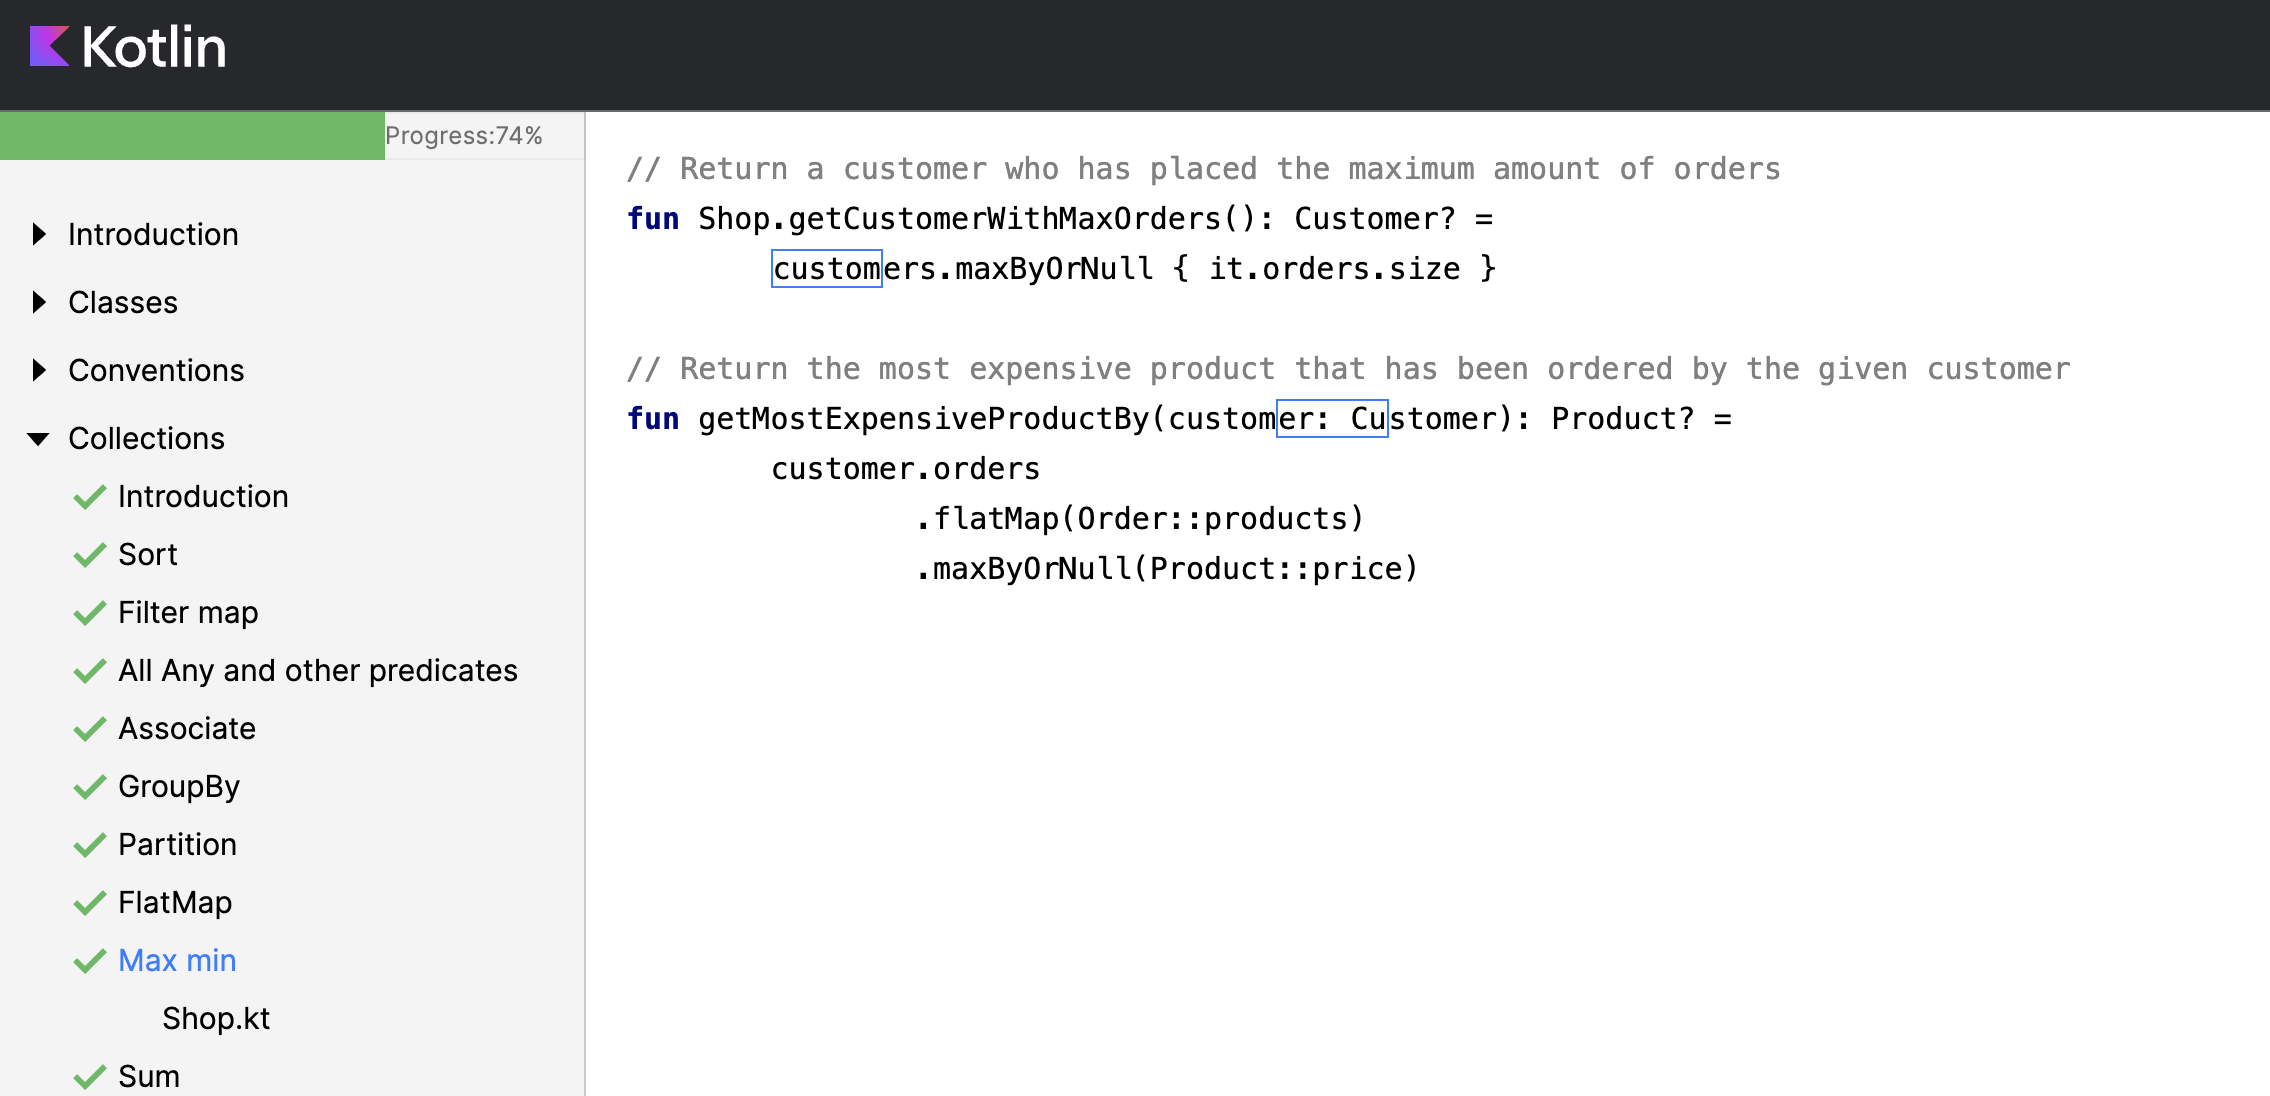 Kotlin
Progress:74%
Introduction
Classes
Conventions
Collections
Introduction
Sort
Filter map
All Any and other predicates
Associate
GroupBy
Partition
FlatMap
Max min
Shop.kt
Sum
// Return a customer who has placed the maximum amount of orders
fun Shop.getCustomerWithMaxOrders(): Customer? =
customers.maxByOrNull { it.orders.size }
// Return the most expensive product that has been ordered by the given customer
fun getMostExpensiveProductBy(customer: Customer): Product? =
customer.orders
.flatMap(Order::products)
.maxByOrNull(Product::price)